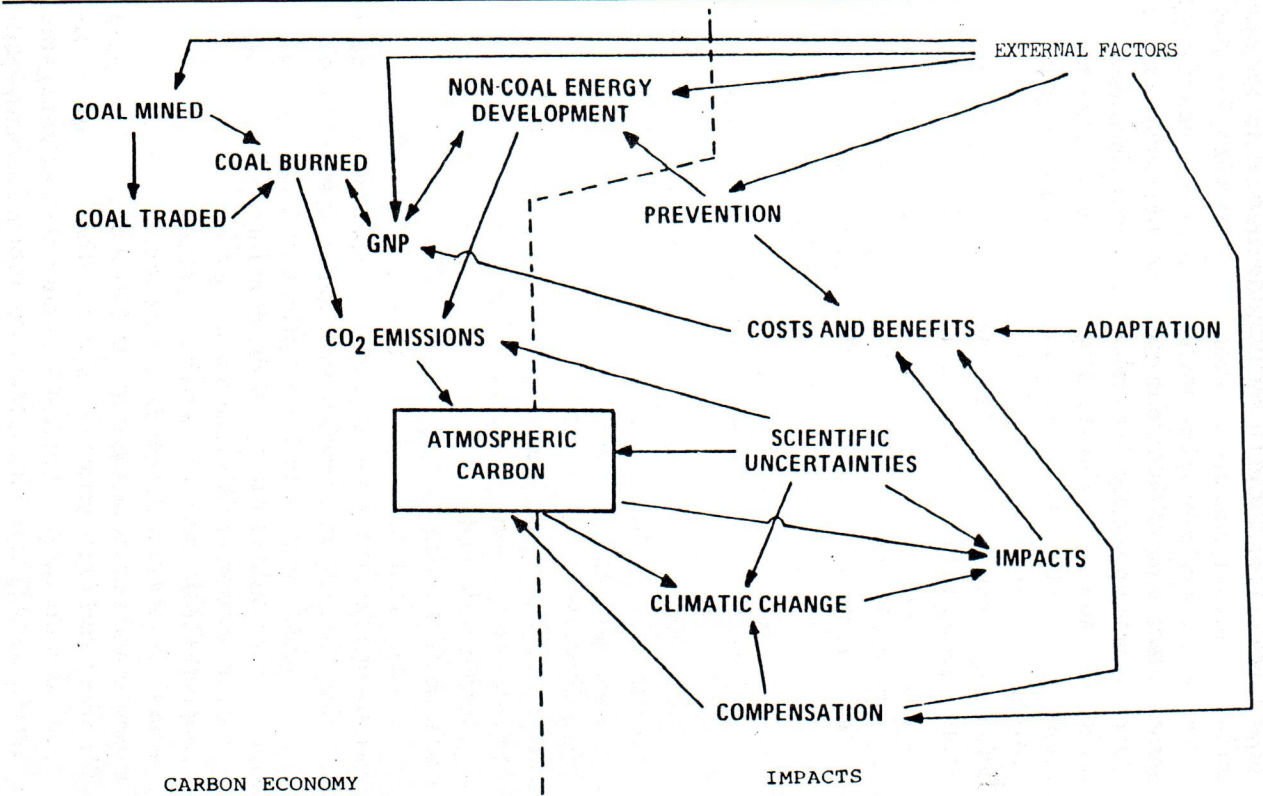 EXTERNAL FACTORS
NON-COAL ENERGY
DEVELOPMENT
COAL MINED
COAL BURNED
COAL TRADED
PREVENTION
GNP
CO2 EMISSIONS
COSTS AND BENEFITS
ADAPTATION
ATMOSPHERIC
CARBON
SCIENTIFIC
UNCERTAINTIES
IMPACTS
CLIMATIC CHANGE
COMPENSATION
CARBON ECONOMY
IMPACTS